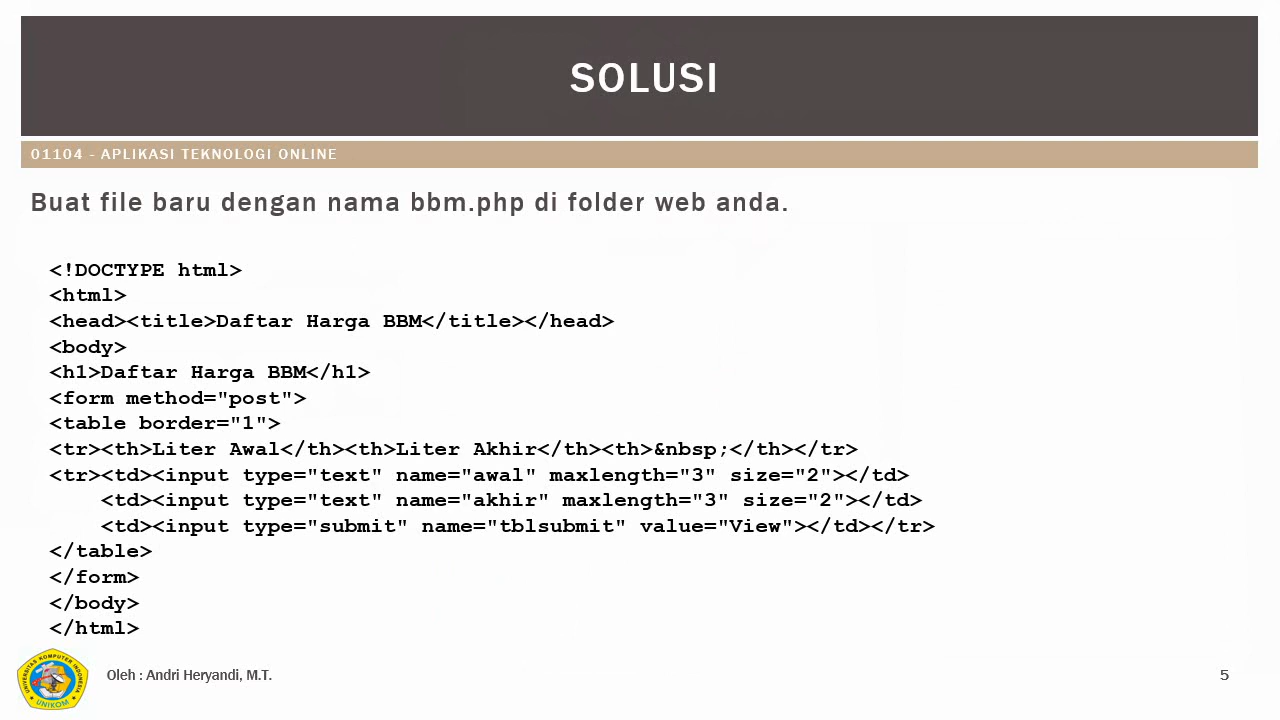 SOLUSI
01104 - APLIKASI TEKNOLOGI ONLINE
Buat file baru dengan nama bbm.php di folder web anda.
<!DOCTYPE html>
<html>
<head><title>Daftar Harga BBM</title></head>
<body>
<h1>Daftar Harga BBM</h1>
<form method="post">
<table border="1">
<tr><th>Liter Awal</th><th>Liter Akhir</th><th>&nbsp;</th></tr>
<tr><td><input type="text" name="awal" maxlength="3" size="2"></td>
    <td><input type="text" name="akhir" maxlength="3" size="2"></td>
    <td><input type="submit" name="tblsubmit" value="View"></td></tr>
</table>
</form>
</body>
</html>
UNIVERSITAS KOMPUTER INDONESIA
UNIKOM
Oleh : Andri Heryandi, M.T.
5